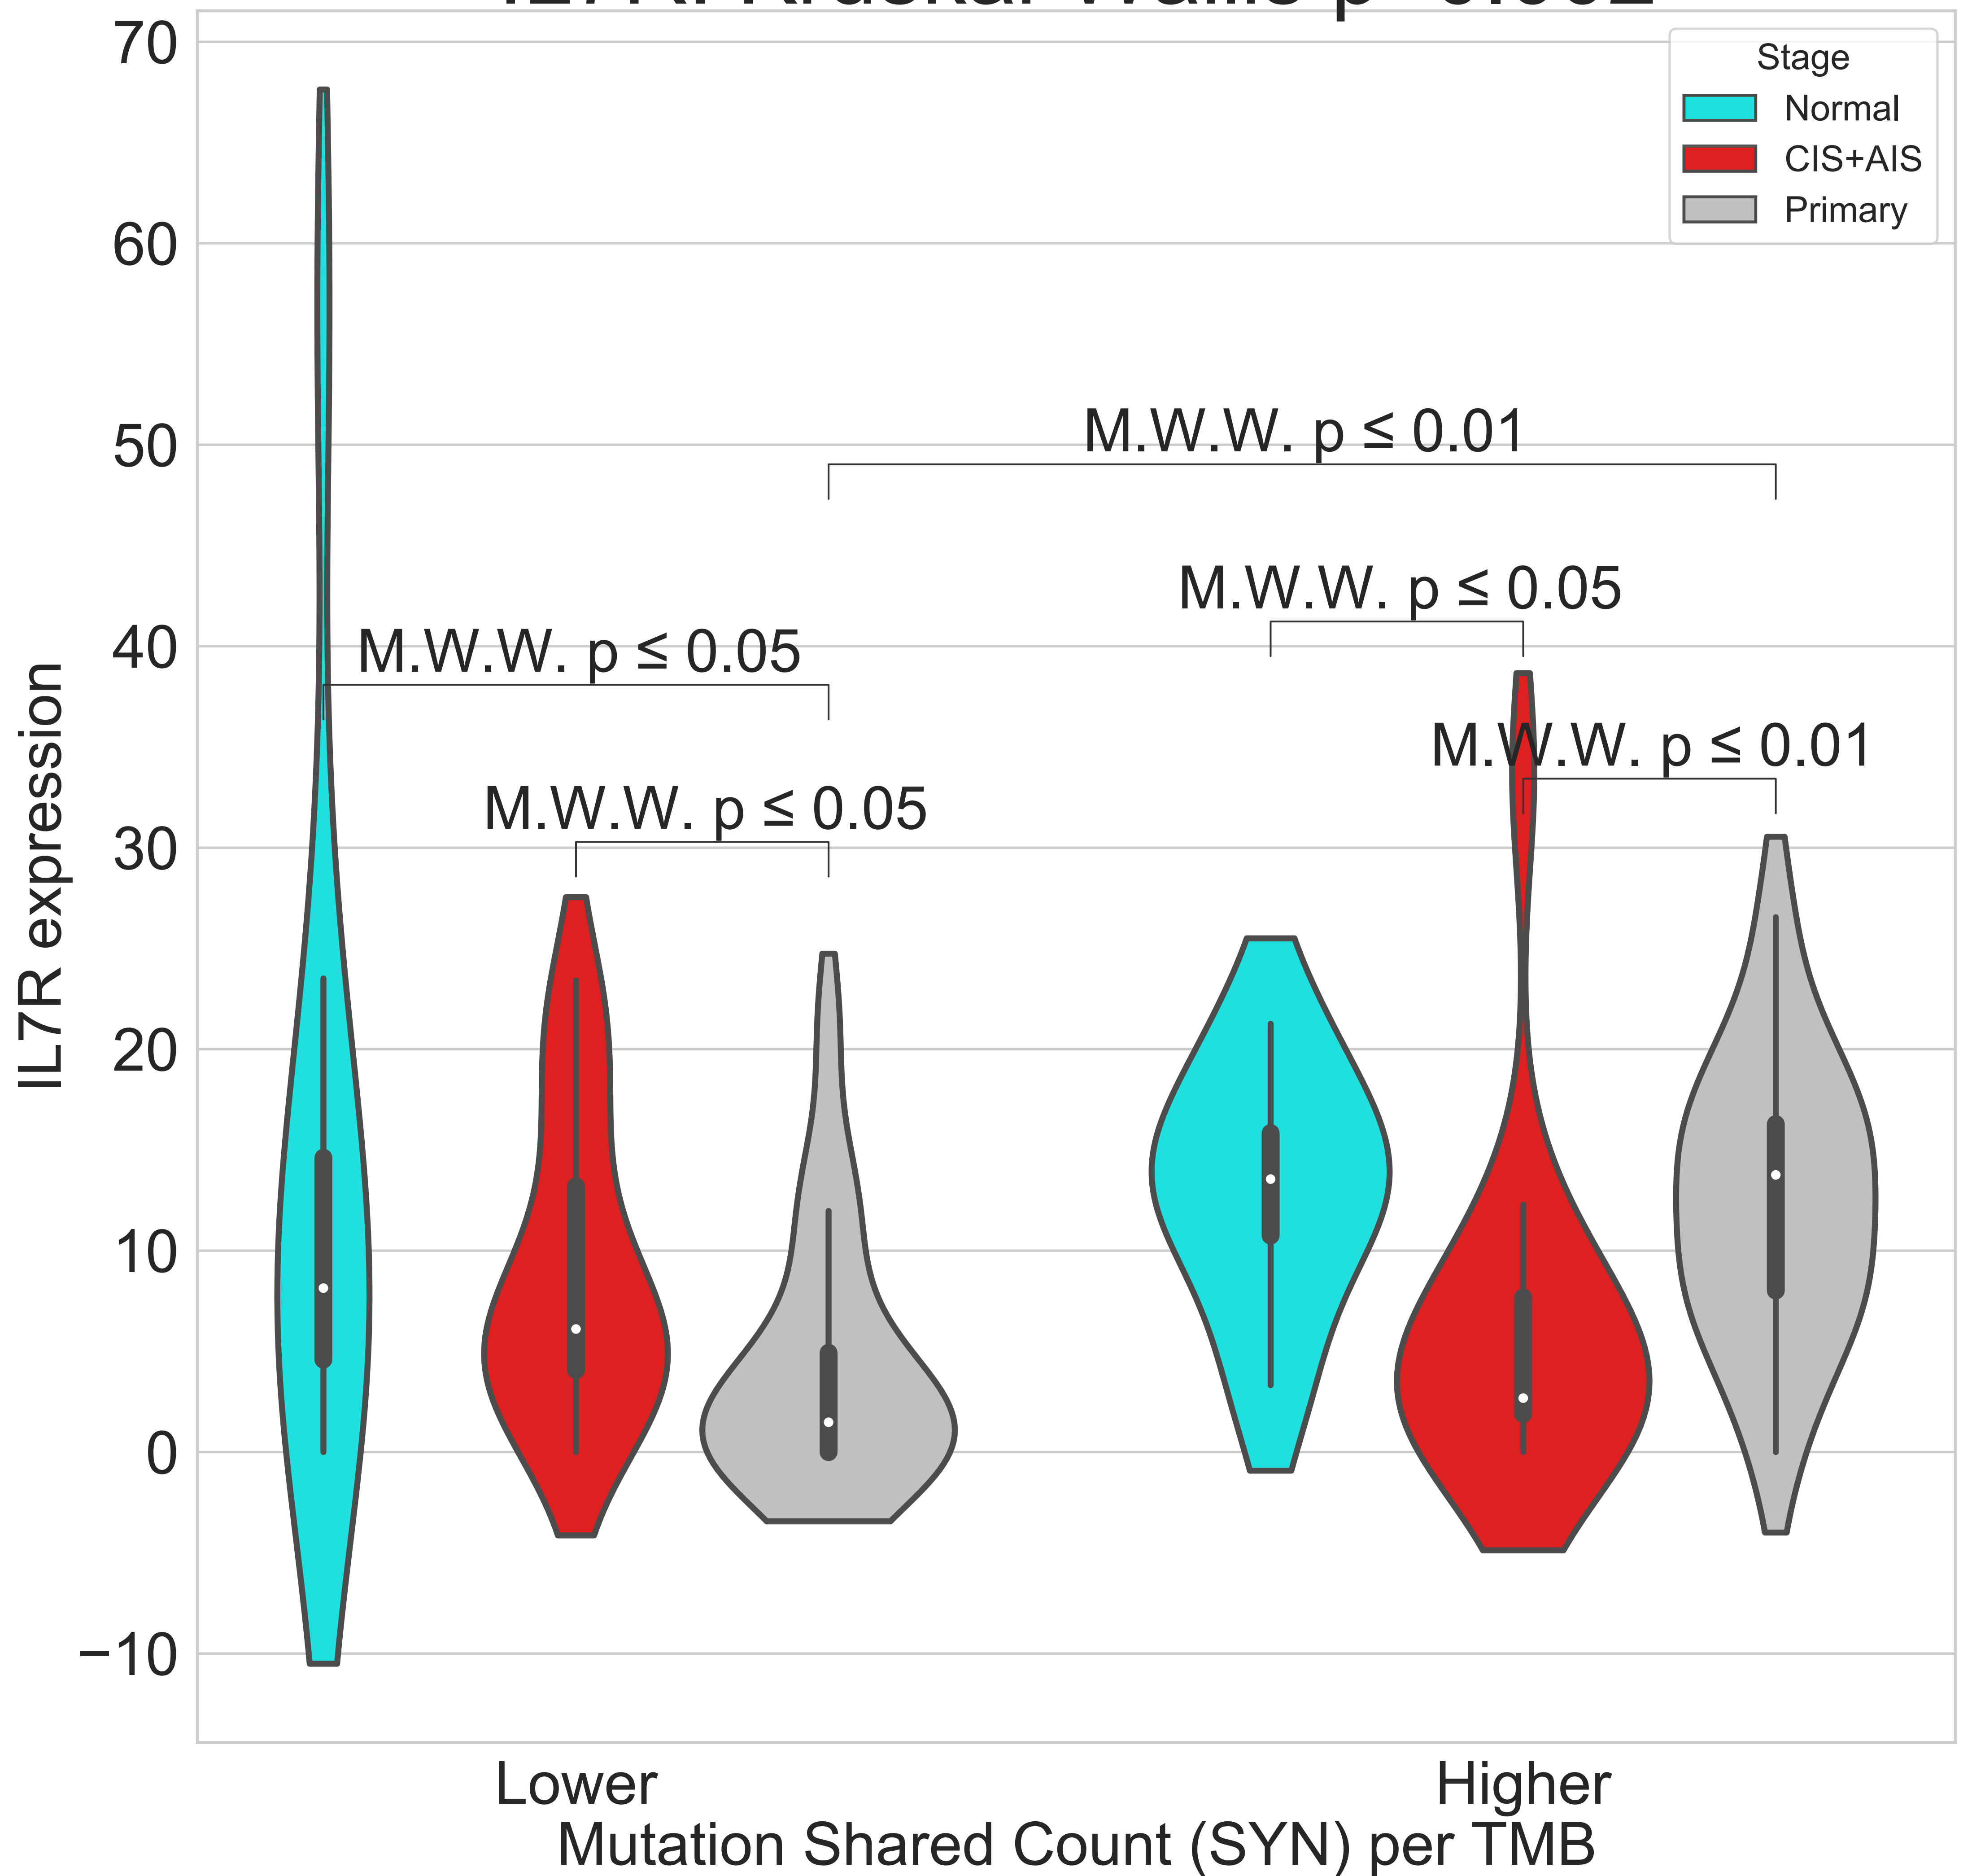 70
60
50
40
30
20
10
0
−10
IL7R expression
Stage
Normal
CIS+AIS
Primary
M.W.W. p ≤ 0.01
M.W.W. p ≤ 0.05
M.W.W. p ≤ 0.05
M.W.W. p ≤ 0.01
M.W.W. p ≤ 0.05
Lower
Higher
Mutation Shared Count (SYN) per TMB